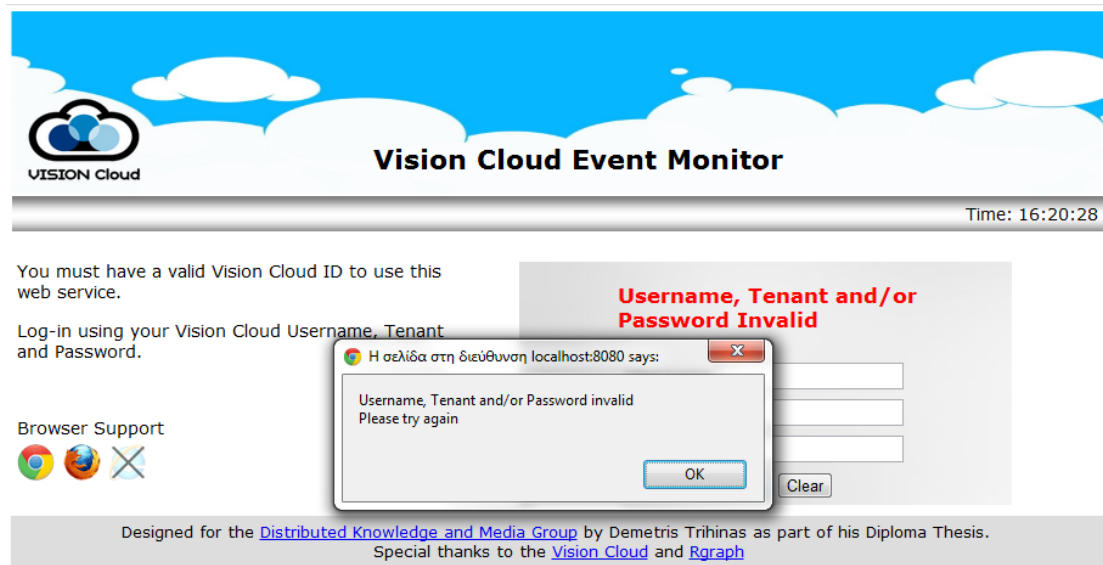 VISION Cloud
Vision Cloud Event Monitor
Time: 16:20:28
You must have a valid Vision Cloud ID to use this
web service.
Log-in using your Vision Cloud Username, Tenant
and Password.
Browser Support
Username, Tenant and/or
Password Invalid
Η σελίδα στη διεύθυνση localhost:8080 says:
Username, Tenant and/or Password invalid
Please try again
OK
Clear
Designed for the Distributed Knowledge and Media Group by Demetris Trihinas as part of his Diploma Thesis.
Special thanks to the Vision Cloud and Rgraph